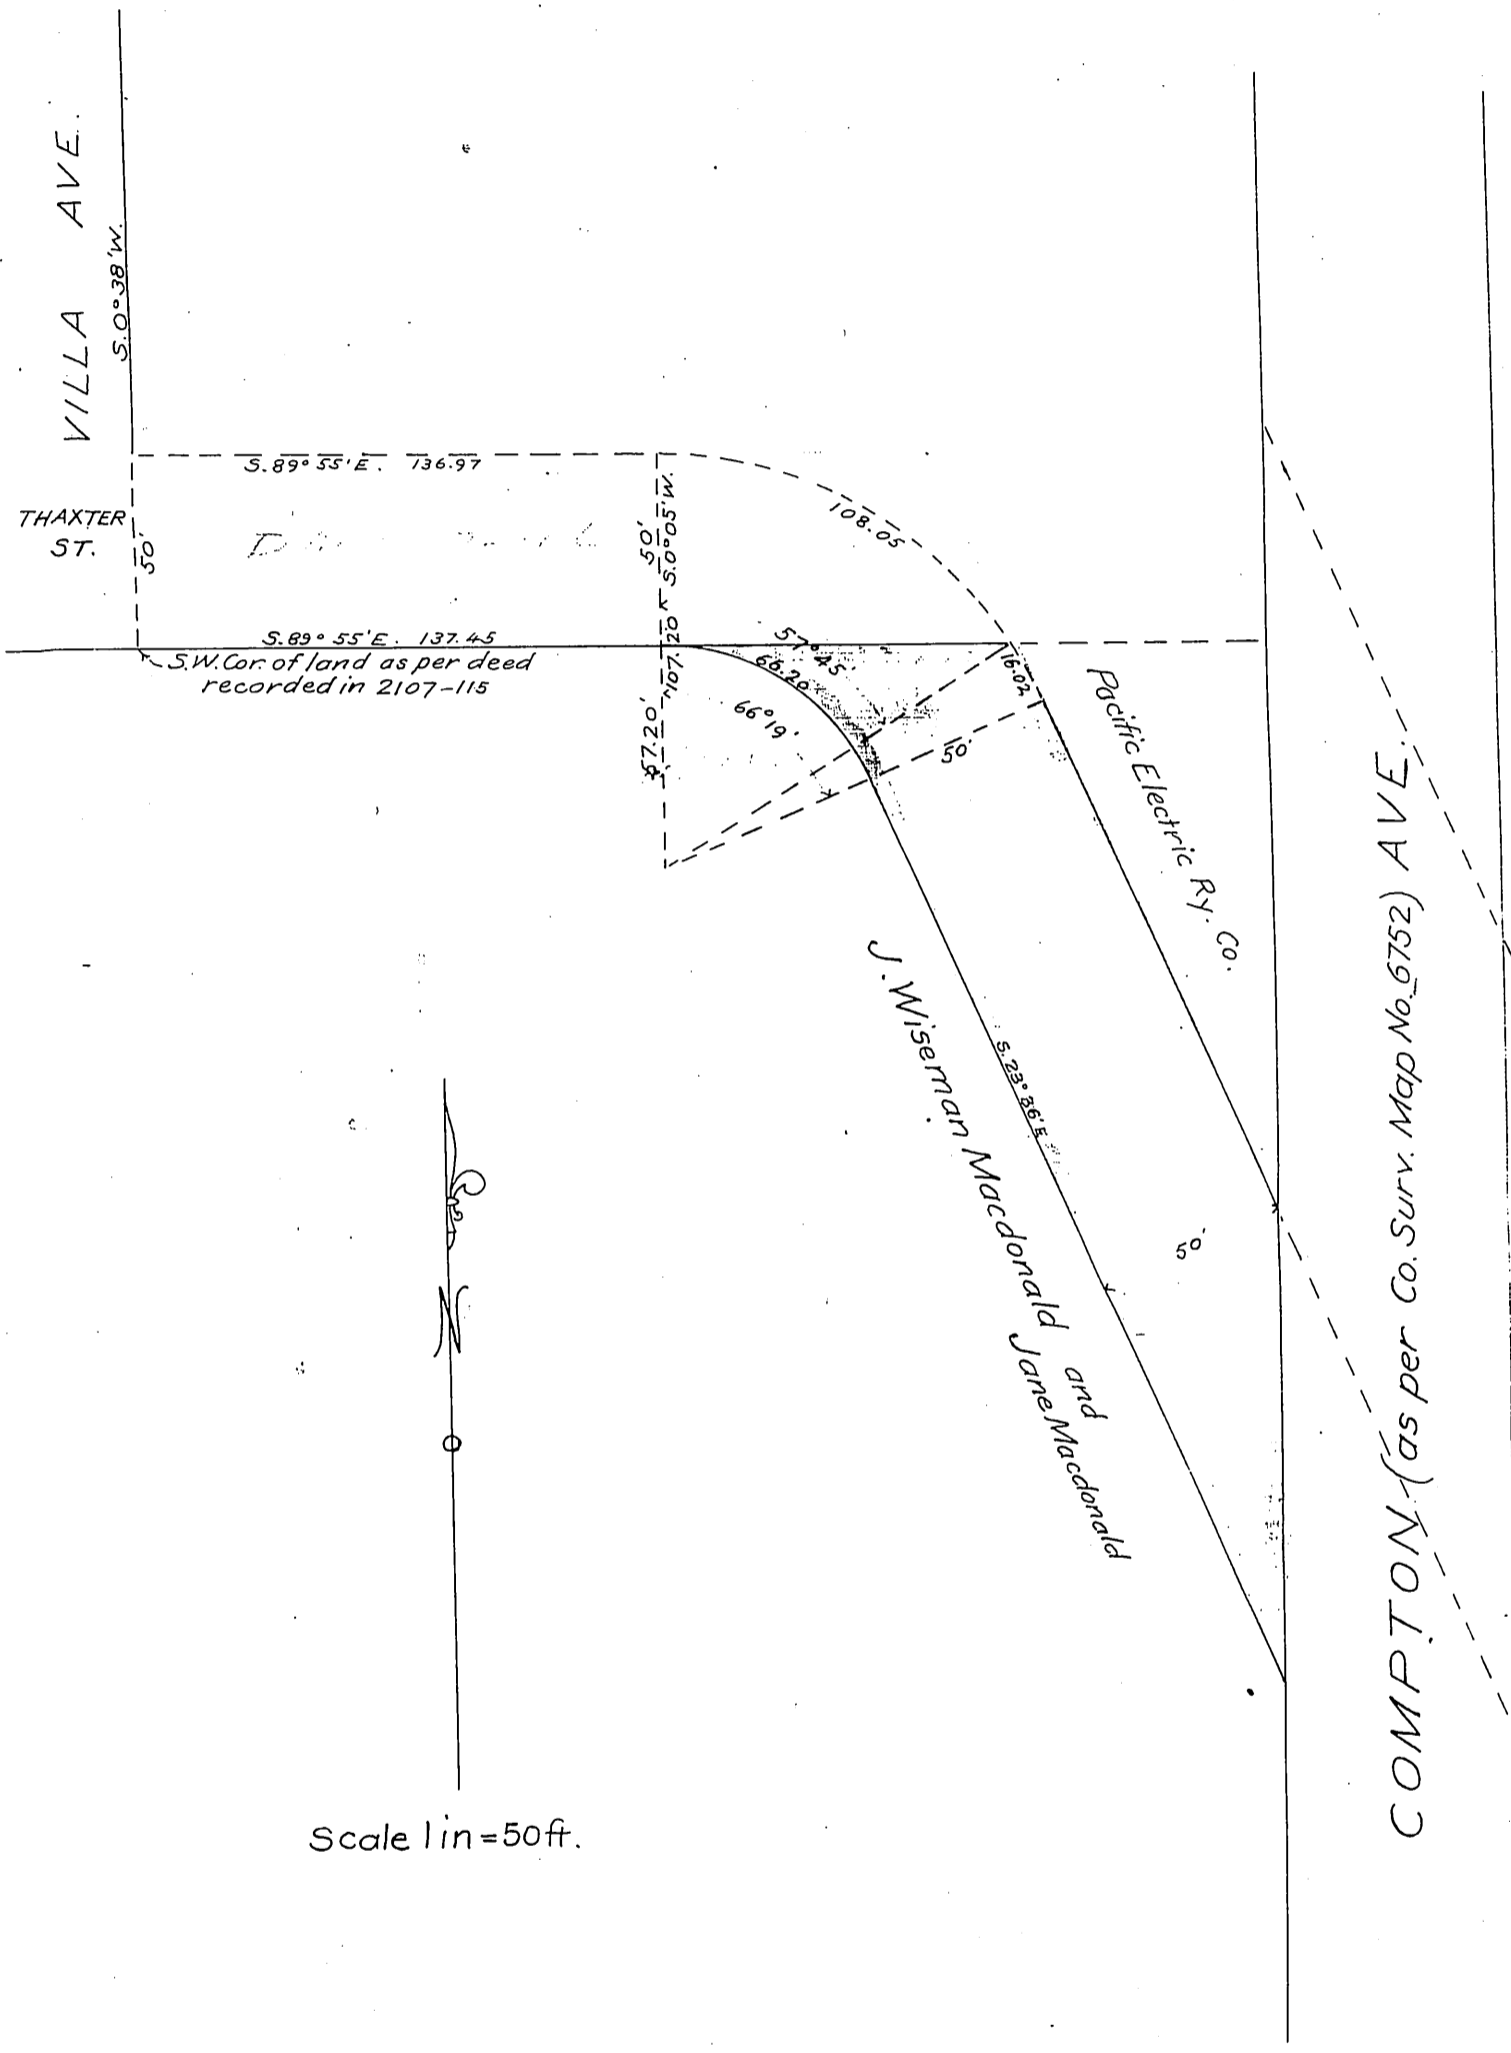 VILLA AVE.
S.0°38'W.
S.89°55'E. 136.97
THAXTER
ST.
50'
50'
S.0°05'W.
108.05
S.89°55'E. 137.45
S.W.Cor. of land as per deed
recorded in 2107-115
107.20
57.20'
57°45'
66.20
66°19'
16.02
50'
Pacific Electric Ry. Co.
J. Wiseman Macdonald and
Jane Macdonald
S.23°36'E.
50'
N
COMPTON (as per Co. Surv. Map No. 6752) AVE.
Scale 1in=50ft.